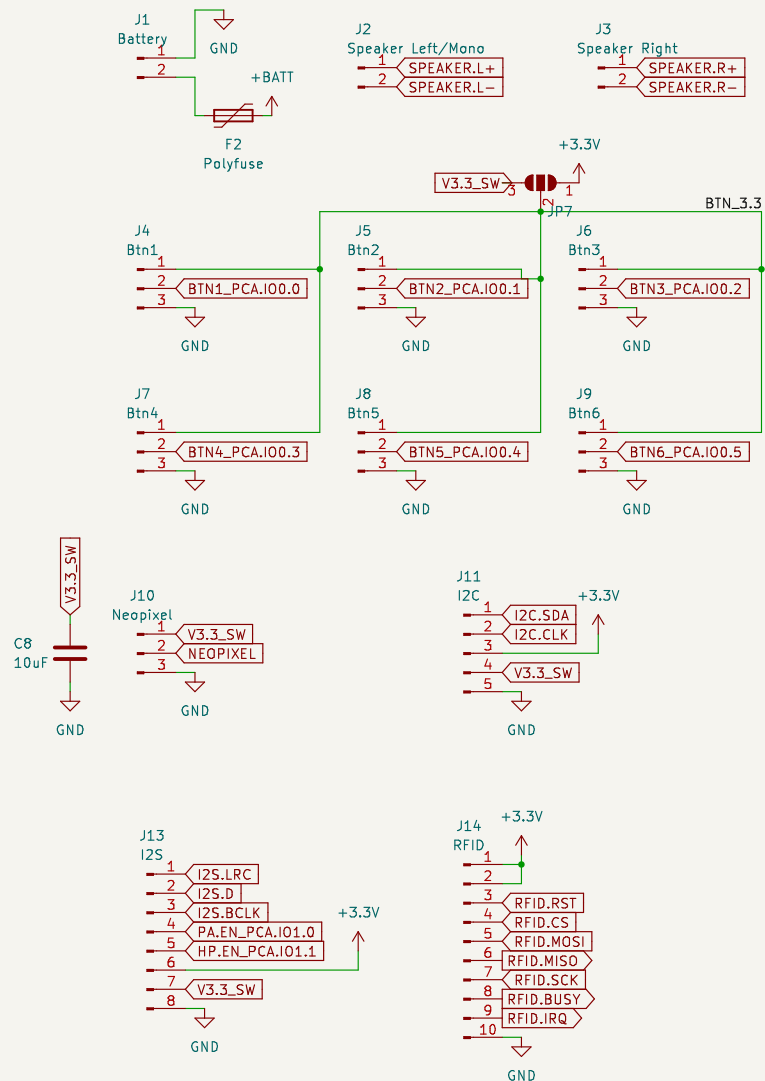 J1
Battery
1
2
GND
+BATT
F2
Polyfuse
J2
Speaker Left/Mono
1 SPEAKER.L+
2 SPEAKER.L-
J3
Speaker Right
1 SPEAKER.R+
2 SPEAKER.R-
+3.3V
V3.3_SW 3 1
2
JP7
BTN_3.3
J4
Btn1
1
2 BTN1_PCA.IO0.0
3
GND
J5
Btn2
1
2 BTN2_PCA.IO0.1
3
GND
J6
Btn3
1
2 BTN3_PCA.IO0.2
3
GND
J7
Btn4
1
2 BTN4_PCA.IO0.3
3
GND
J8
Btn5
1
2 BTN5_PCA.IO0.4
3
GND
J9
Btn6
1
2 BTN6_PCA.IO0.5
3
GND
V3.3_SW
C8
10uF
GND
J10
Neopixel
1 V3.3_SW
2 NEOPIXEL
3
GND
J11
I2C
+3.3V
1 I2C.SDA
2 I2C.CLK
3
4 V3.3_SW
5
GND
J13
I2S
1 I2S.LRC
2 I2S.D
3 I2S.BCLK
4 PA.EN_PCA.IO1.0
5 HP.EN_PCA.IO1.1
6
7 V3.3_SW
8
+3.3V
GND
J14
RFID
+3.3V
1
2
3 RFID.RST
4 RFID.CS
5 RFID.MOSI
6 RFID.MISO
7 RFID.SCK
8 RFID.BUSY
9 RFID.IRQ
10
GND